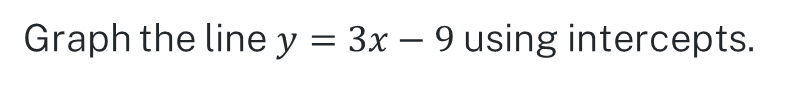 Graph the line y = 3x − 9 using intercepts.